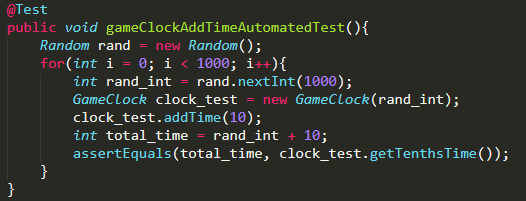 @Test
public void gameClockAddTimeAutomatedTest(){
    Random rand = new Random();
    for(int i = 0; i < 1000; i++){
        int rand_int = rand.nextInt(1000);
        GameClock clock_test = new GameClock(rand_int);
        clock_test.addTime(10);
        int total_time = rand_int + 10;
        assertEquals(total_time, clock_test.getTenthsTime());
    }
}